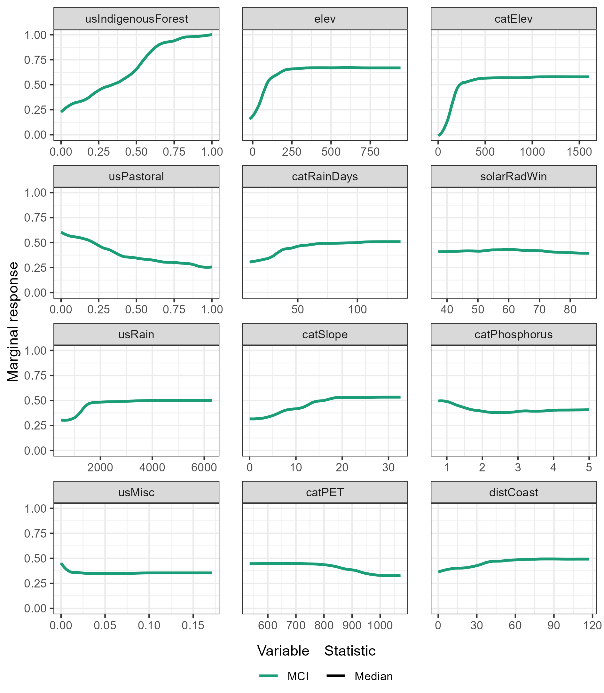 usIndigenousForest elev catElev
1.00
0.75
0.50
0.25
0.00
0.00 0.25 0.50 0.75 1.00 0 250 500 750 0 500 1000 1500
usPastoral catRainDays solarRadWin
1.00
0.75
0.50
0.25
0.00
0.00 0.25 0.50 0.75 1.00 50 100 40 50 60 70 80
Marginal response
usRain catSlope catPhosphorus
1.00
0.75
0.50
0.25
0.00
2000 4000 6000 0 10 20 30 1 2 3 4 5
usMisc catPET distCoast
1.00
0.75
0.50
0.25
0.00
0.00 0.05 0.10 0.15 600 700 800 900 1000 0 30 60 90 120
Variable Statistic
MCI Median